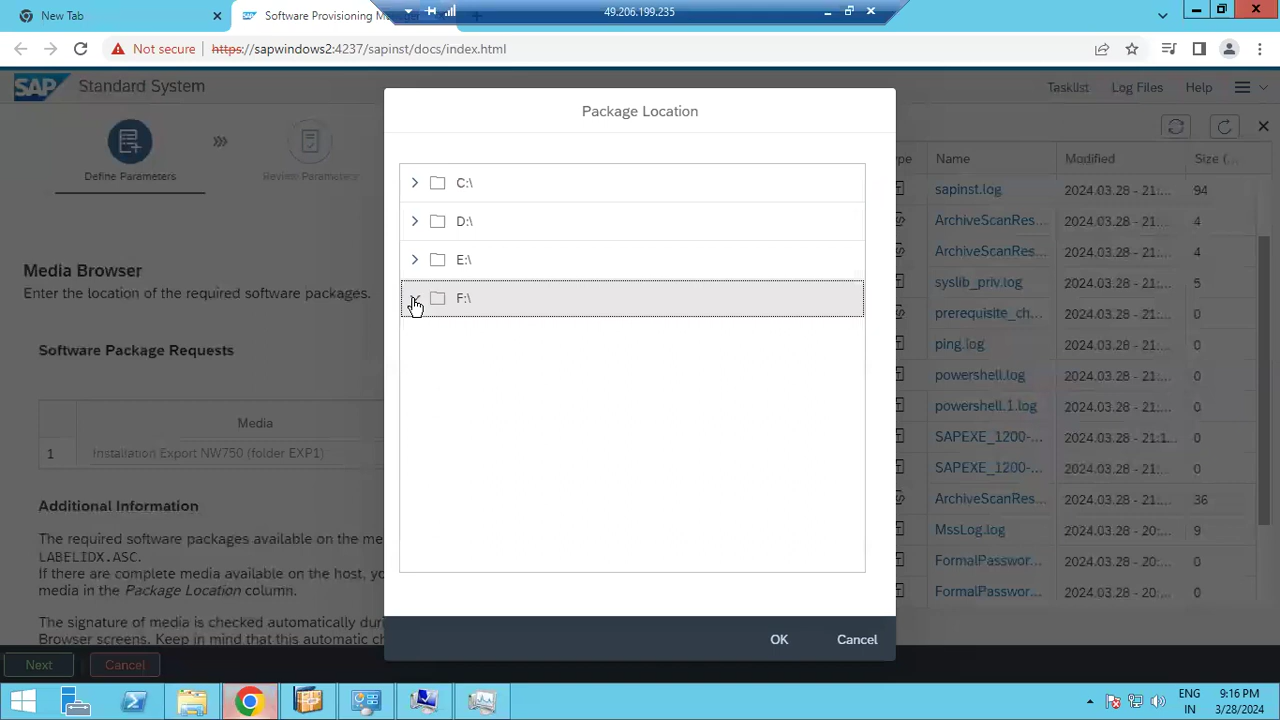 New Tab
Software Provisioning Ma
49.206.199.235
Not secure
https://sapwindows2:4237/sapinst/docs/index.html
SAP
Standard System
Tasklist
Log Files
Help
Package Location
Define Parameters
Review Parameters
ype
Name
Modified
Size (...
C:\
D:\
E:\
F:\
sapinst.log
2024.03.28 - 21:...
94
ArchiveScanRes...
2024.03.28 - 21:...
4
ArchiveScanRes...
2024.03.28 - 21:...
4
syslib_priv.log
2024.03.28 - 21:...
5
prerequisite_ch...
2024.03.28 - 21:...
0
ping.log
2024.03.28 - 21:...
0
powershell.log
2024.03.28 - 21:...
0
powershell.1.log
2024.03.28 - 21:...
0
SAPEXE_1200-...
2024.03.28 - 21:1...
0
SAPEXE_1200-...
2024.03.28 - 21:...
0
ArchiveScanRes...
2024.03.28 - 21:...
36
MssLog.log
2024.03.28 - 20:...
9
FormalPasswor...
2024.03.28 - 20:...
0
FormalPasswor...
2024.03.28 - 20:...
0
Media Browser
Enter the location of the required software packages.
Software Package Requests
Media
1
Installation Export NW750 (folder EXP1)
Additional Information
The required software packages available on the me
LABELIDX.ASC.
If there are complete media available on the host, yo
media in the Package Location column.
The signature of media is checked automatically duri
Browser screens. Keep in mind that this automatic ch
OK
Cancel
Next
Cancel
ENG
IN
9:16 PM
3/28/2024